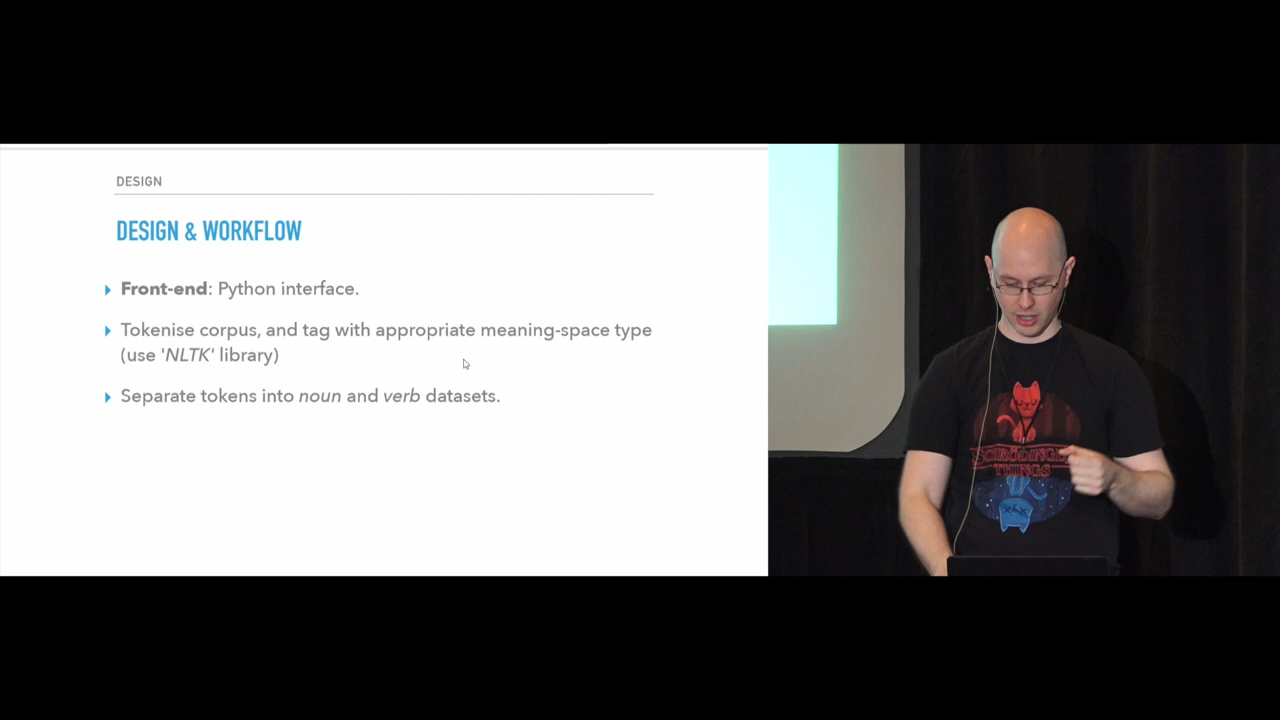 DESIGN
DESIGN & WORKFLOW
Front-end: Python interface.
Tokenise corpus, and tag with appropriate meaning-space type
(use 'NLTK' library)
Separate tokens into noun and verb datasets.
THINGS